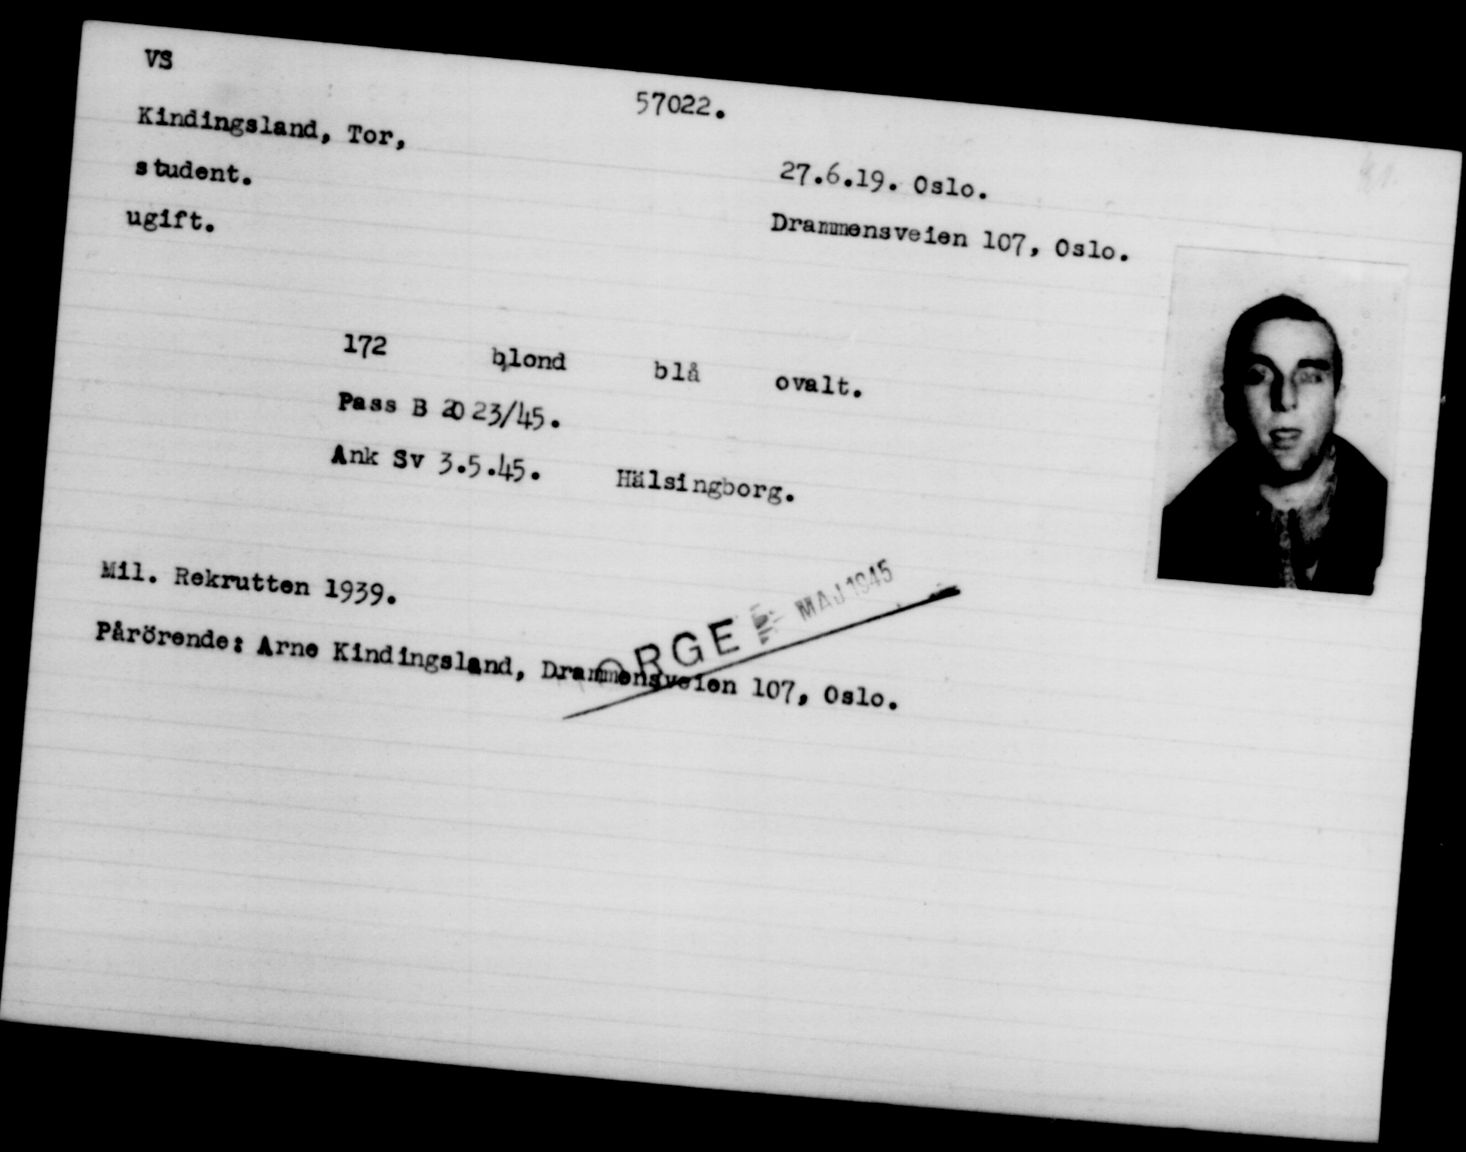 VS
57022.
Kindingsland, Tor,
27.6.19. Oslo.
student.
Drammensveien 107, Oslo.
ugift.
172 blond blå ovalt.
Pass B 2023/45.
Ank Sv 3.5.45. Hälsingborg.
Mil. Rekrutten 1939.
MAJ 1945
ORGE
Pårörende: Arne Kindingsland, Drammensveien 107, Oslo.